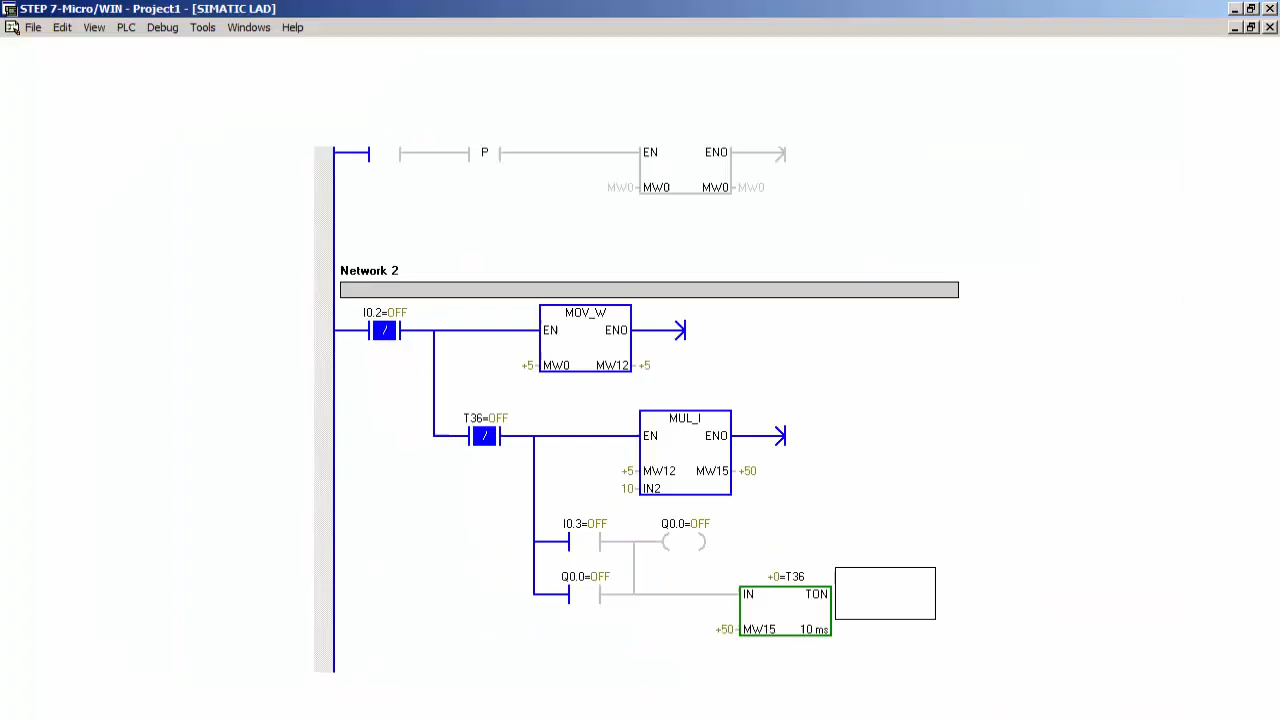 STEP 7-Micro/WIN - Project1 - [SIMATIC LAD]
File Edit View PLC Debug Tools Windows Help
P EN ENO
MW0 MW0 MW0 MW0
Network 2
I0.2=OFF MOV_W
/ EN ENO
+5 MW0 MW12 +5
T36=OFF MUL_I
/ EN ENO
+5 MW12 MW15 +50
10 IN2
I0.3=OFF Q0.0=OFF
Q0.0=OFF +0=T36
IN TON
+50 MW15 10 ms